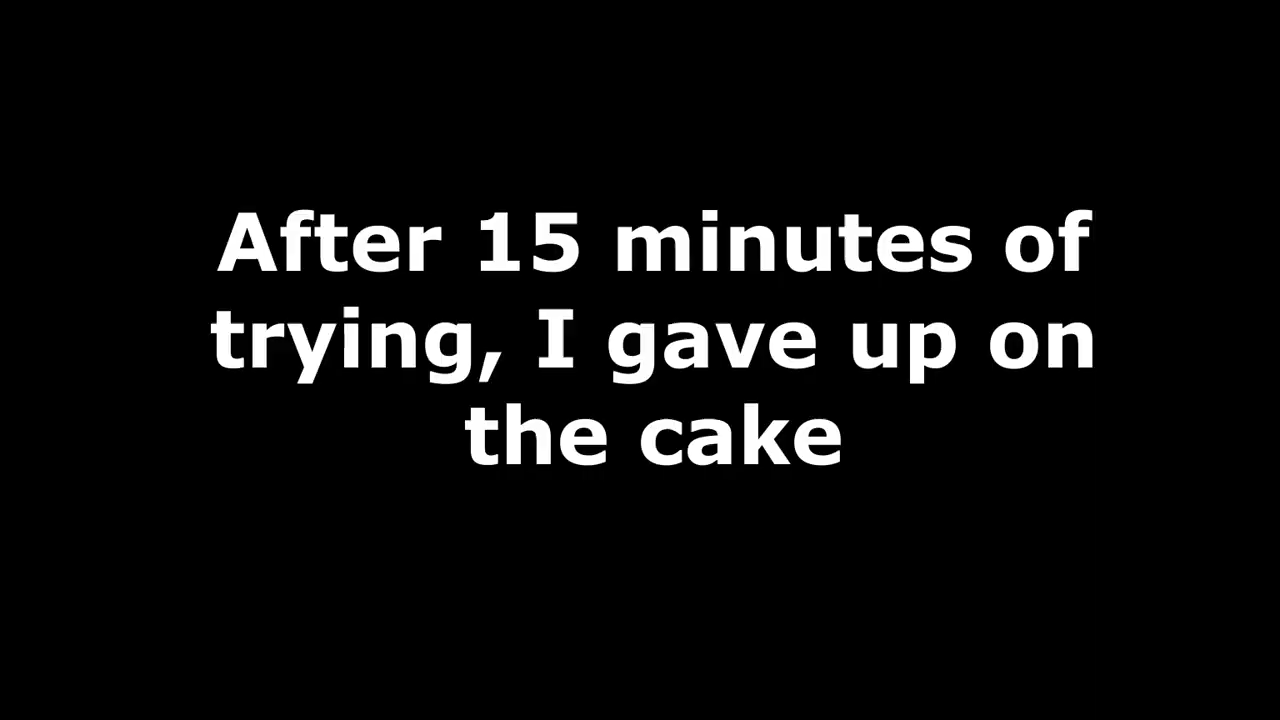 After 15 minutes of
trying, I gave up on
the cake